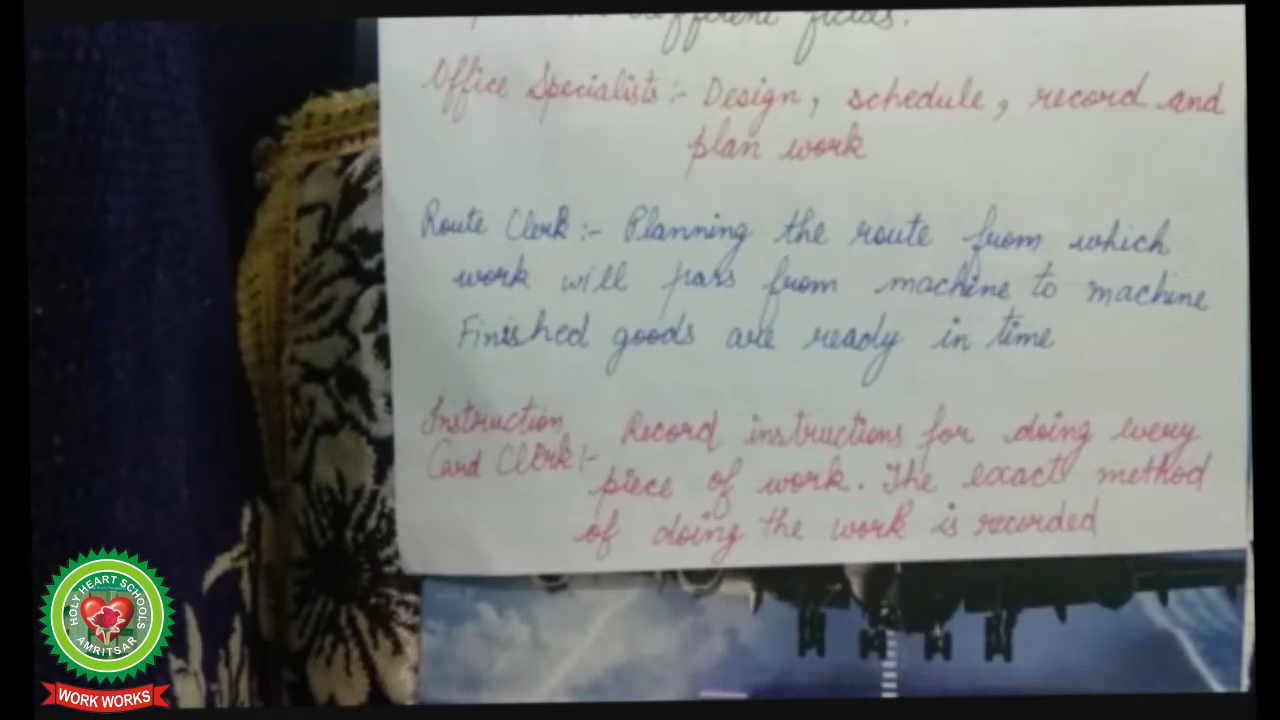 different fields.
Office Specialists:- Design, schedule, record and
plan work
Route Clerk:- Planning the route from which
work will pass from machine to machine
Finished goods are ready in time
Instruction Record instructions for doing every
Card Clerk:- piece of work. The exact method
of doing the work is recorded
HOLY HEART SCHOOLS
AMRITSAR
WORK WORKS